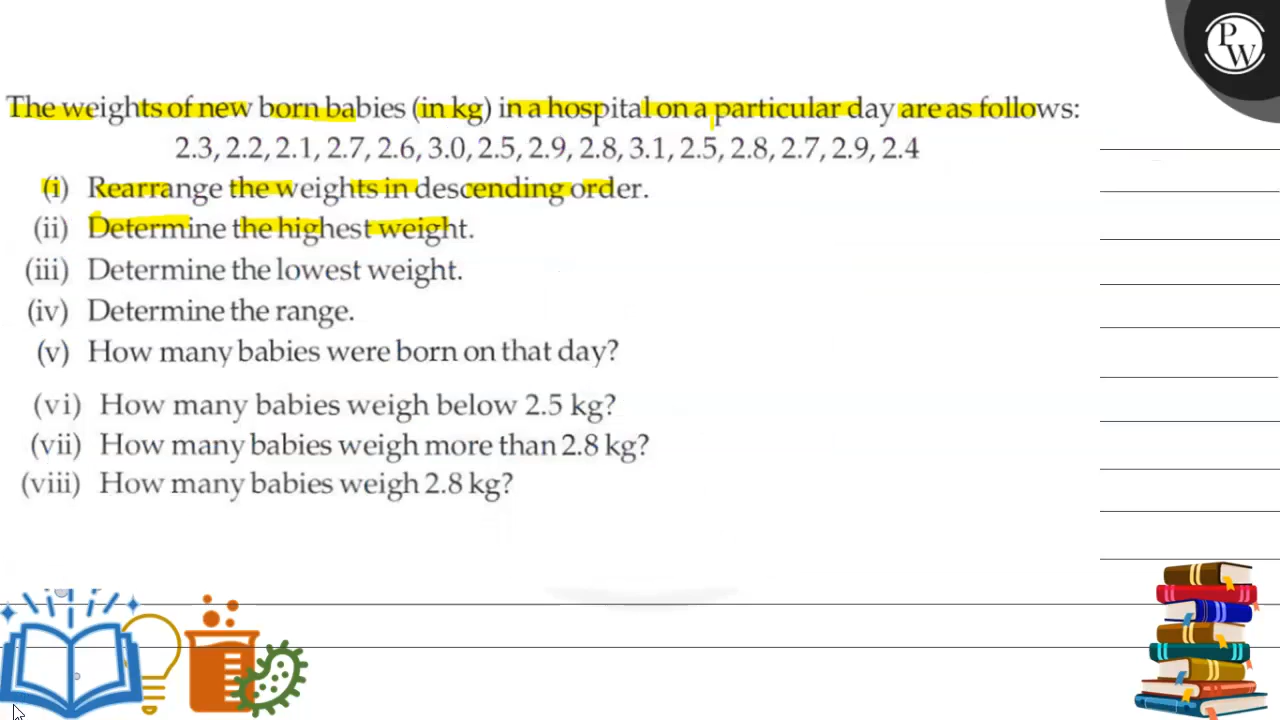 PW
The weights of new born babies (in kg) in a hospital on a particular day are as follows:
2.3, 2.2, 2.1, 2.7, 2.6, 3.0, 2.5, 2.9, 2.8, 3.1, 2.5, 2.8, 2.7, 2.9, 2.4
(i) Rearrange the weights in descending order.
(ii) Determine the highest weight.
(iii) Determine the lowest weight.
(iv) Determine the range.
(v) How many babies were born on that day?
(vi) How many babies weigh below 2.5 kg?
(vii) How many babies weigh more than 2.8 kg?
(viii) How many babies weigh 2.8 kg?